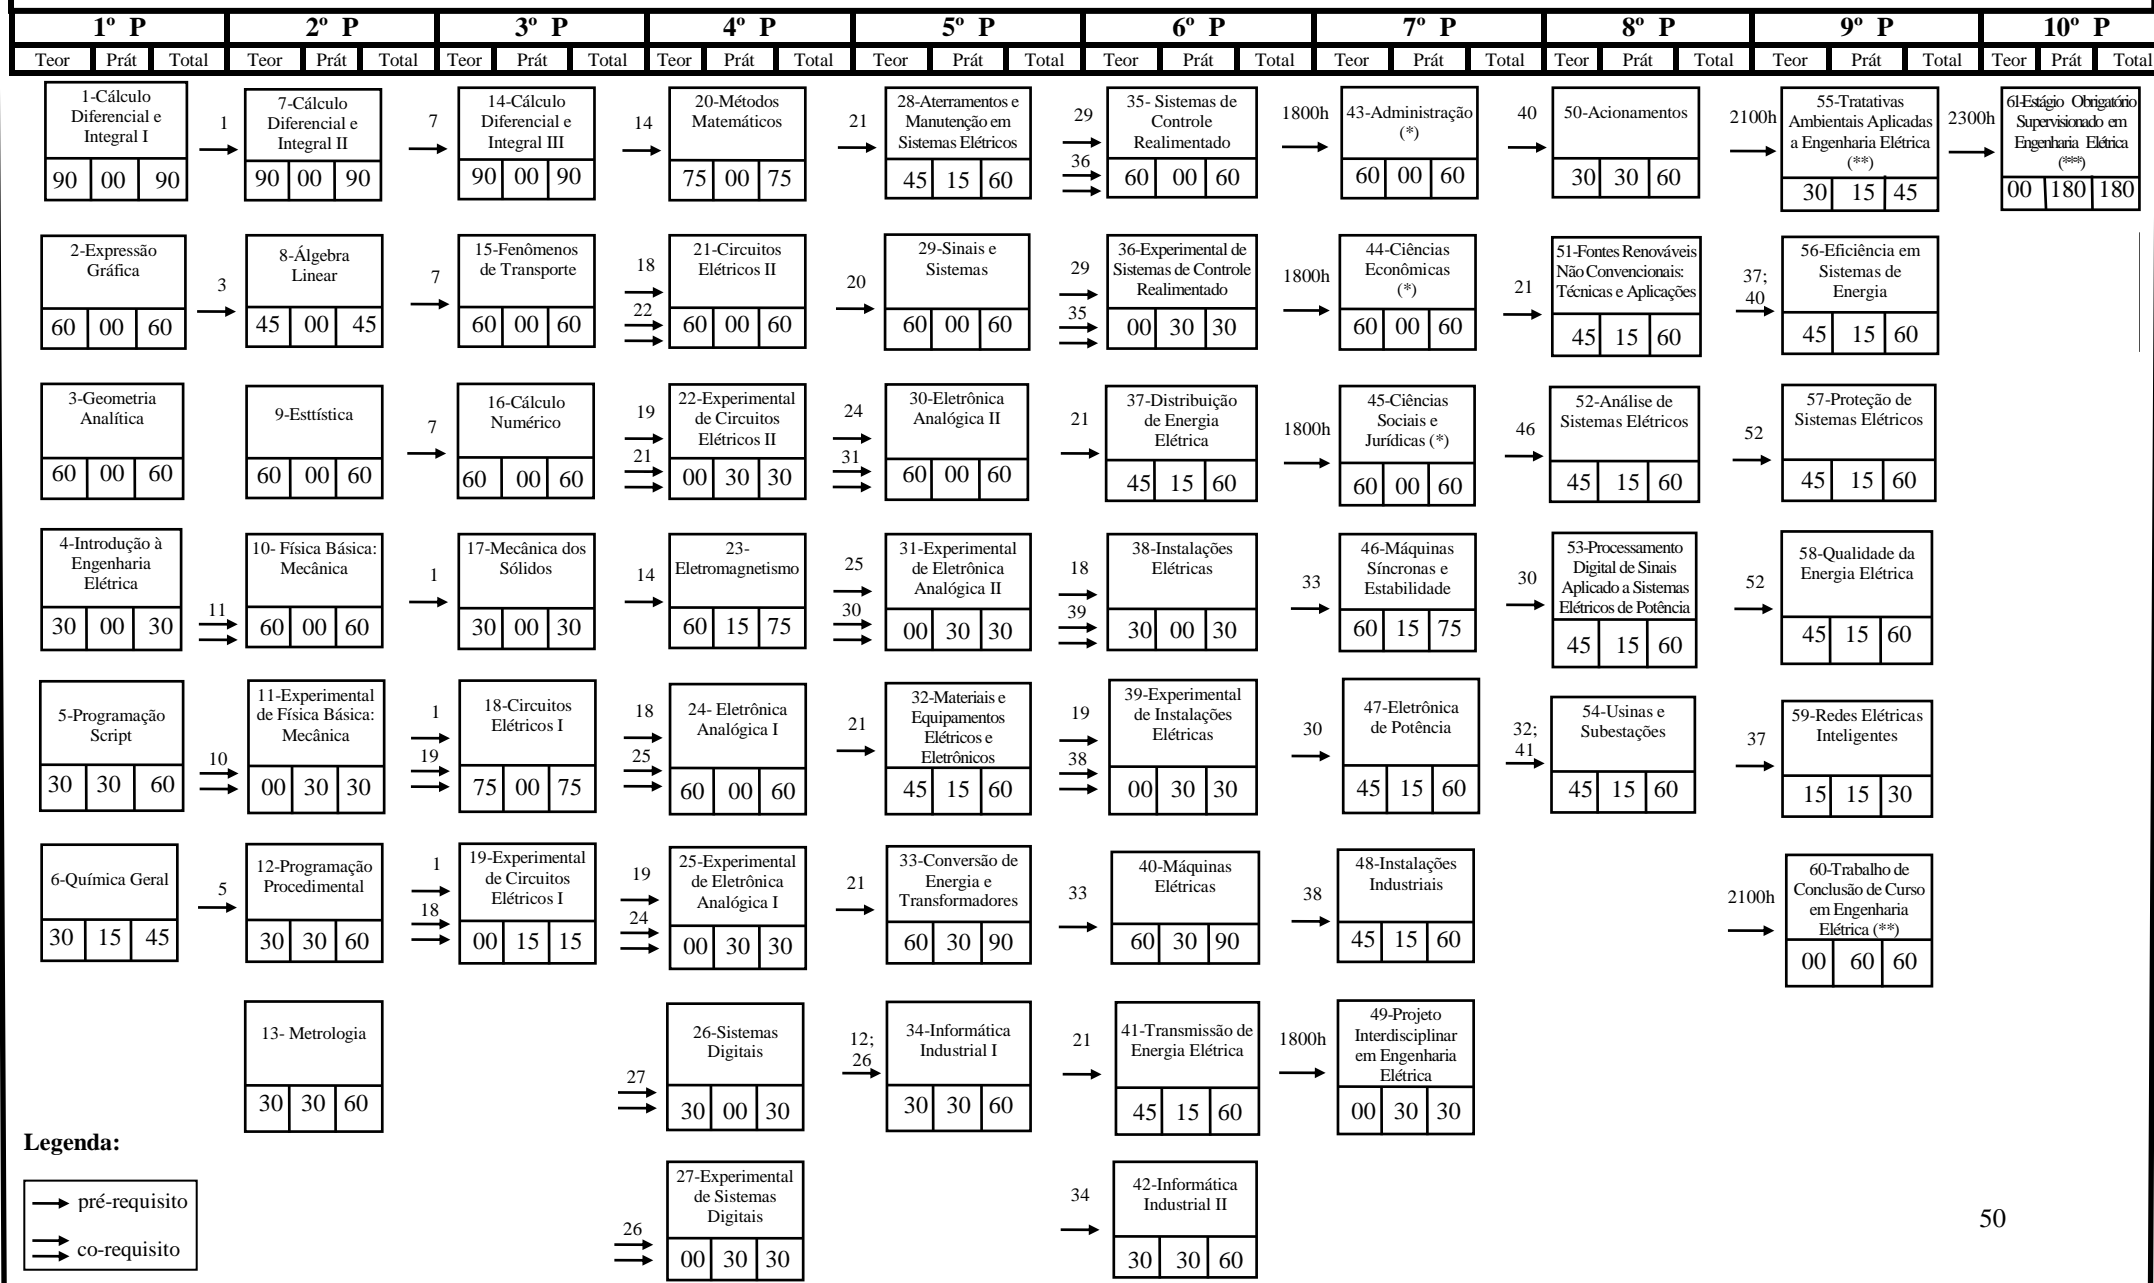 1º P 2º P 3º P 4º P 5º P 6º P 7º P 8º P 9º P 10º P
Teor Prát Total Teor Prát Total Teor Prát Total Teor Prát Total Teor Prát Total Teor Prát Total Teor Prát Total Teor Prát Total Teor Prát Total Teor Prát Total
1-Cálculo
Diferencial e
Integral I
90 00 90
1
7-Cálculo
Diferencial e
Integral II
90 00 90
7
14-Cálculo
Diferencial e
Integral III
90 00 90
14
20-Métodos
Matemáticos
75 00 75
21
28-Aterramentos e
Manutenção em
Sistemas Elétricos
45 15 60
29
36
35- Sistemas de
Controle
Realimentado
60 00 60
1800h
43-Administração
(*)
60 00 60
40
50-Acionamentos
30 30 60
2100h
55-Tratativas
Ambientais Aplicadas
a Engenharia Elétrica
(**)
30 15 45
2300h
61-Estágio Obrigatório
Supervisionado em
Engenharia Elétrica
(***)
00 180 180
2-Expressão
Gráfica
60 00 60
3
8-Álgebra
Linear
45 00 45
7
15-Fenômenos
de Transporte
60 00 60
18
22
21-Circuitos
Elétricos II
60 00 60
20
29-Sinais e
Sistemas
60 00 60
29
35
36-Experimental de
Sistemas de Controle
Realimentado
00 30 30
1800h
44-Ciências
Econômicas
(*)
60 00 60
21
51-Fontes Renováveis
Não Convencionais:
Técnicas e Aplicações
45 15 60
37;
40
56-Eficiência em
Sistemas de
Energia
45 15 60
3-Geometria
Analítica
60 00 60
9-Esttística
60 00 60
7
16-Cálculo
Numérico
60 00 60
19
21
22-Experimental
de Circuitos
Elétricos II
00 30 30
24
31
30-Eletrônica
Analógica II
60 00 60
21
37-Distribuição
de Energia
Elétrica
45 15 60
1800h
45-Ciências
Sociais e
Jurídicas (*)
60 00 60
46
52-Análise de
Sistemas Elétricos
45 15 60
52
57-Proteção de
Sistemas Elétricos
45 15 60
4-Introdução à
Engenharia
Elétrica
30 00 30
11
10- Física Básica:
Mecânica
60 00 60
1
17-Mecânica dos
Sólidos
30 00 30
14
23-
Eletromagnetismo
60 15 75
25
30
31-Experimental
de Eletrônica
Analógica II
00 30 30
18
39
38-Instalações
Elétricas
30 00 30
33
46-Máquinas
Síncronas e
Estabilidade
60 15 75
30
53-Processamento
Digital de Sinais
Aplicado a Sistemas
Elétricos de Potência
45 15 60
52
58-Qualidade da
Energia Elétrica
45 15 60
5-Programação
Script
30 30 60
10
11-Experimental
de Física Básica:
Mecânica
00 30 30
1
19
18-Circuitos
Elétricos I
75 00 75
18
25
24- Eletrônica
Analógica I
60 00 60
21
32-Materiais e
Equipamentos
Elétricos e
Eletrônicos
45 15 60
19
38
39-Experimental
de Instalações
Elétricas
00 30 30
30
47-Eletrônica
de Potência
45 15 60
32;
41
54-Usinas e
Subestações
45 15 60
37
59-Redes Elétricas
Inteligentes
15 15 30
6-Química Geral
30 15 45
5
12-Programação
Procedimental
30 30 60
1
18
19-Experimental
de Circuitos
Elétricos I
00 15 15
19
24
25-Experimental
de Eletrônica
Analógica I
00 30 30
21
33-Conversão de
Energia e
Transformadores
60 30 90
33
40-Máquinas
Elétricas
60 30 90
38
48-Instalações
Industriais
45 15 60
2100h
60-Trabalho de
Conclusão de Curso
em Engenharia
Elétrica (**)
00 60 60
13- Metrologia
30 30 60
27
26-Sistemas
Digitais
30 00 30
12;
26
34-Informática
Industrial I
30 30 60
21
41-Transmissão de
Energia Elétrica
45 15 60
1800h
49-Projeto
Interdisciplinar
em Engenharia
Elétrica
00 30 30
26
27-Experimental
de Sistemas
Digitais
00 30 30
34
42-Informática
Industrial II
30 30 60
Legenda:
pré-requisito
co-requisito
50